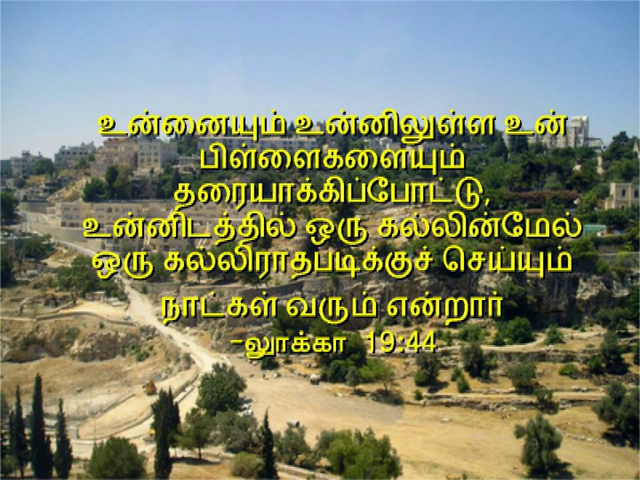 உன்னையும் உன்னிலுள்ள உன்
பிள்ளைகளையும்
தரையாக்கிப்போட்டு,
உன்னிடத்தில் ஒரு கல்லின்மேல்
ஒரு கல்லிராதபடிக்குச் செய்யும்
நாட்கள் வரும் என்றார்
-லூக்கா 19:44